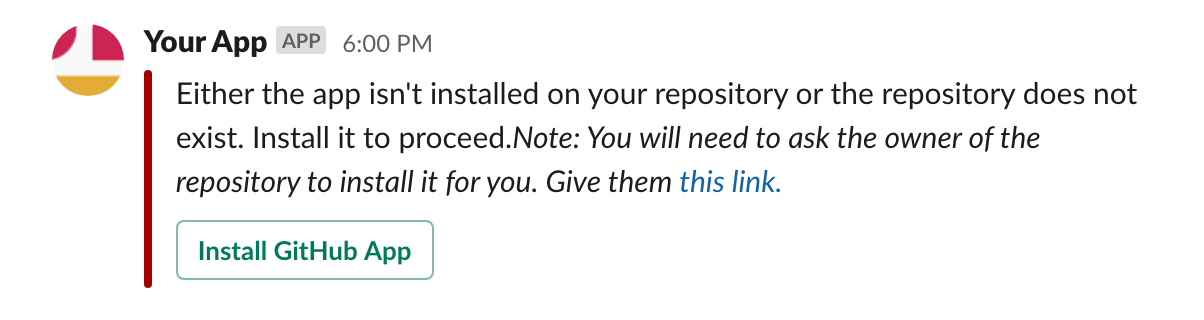 Your App APP 6:00 PM
Either the app isn't installed on your repository or the repository does not
exist. Install it to proceed.Note: You will need to ask the owner of the
repository to install it for you. Give them this link.
Install GitHub App